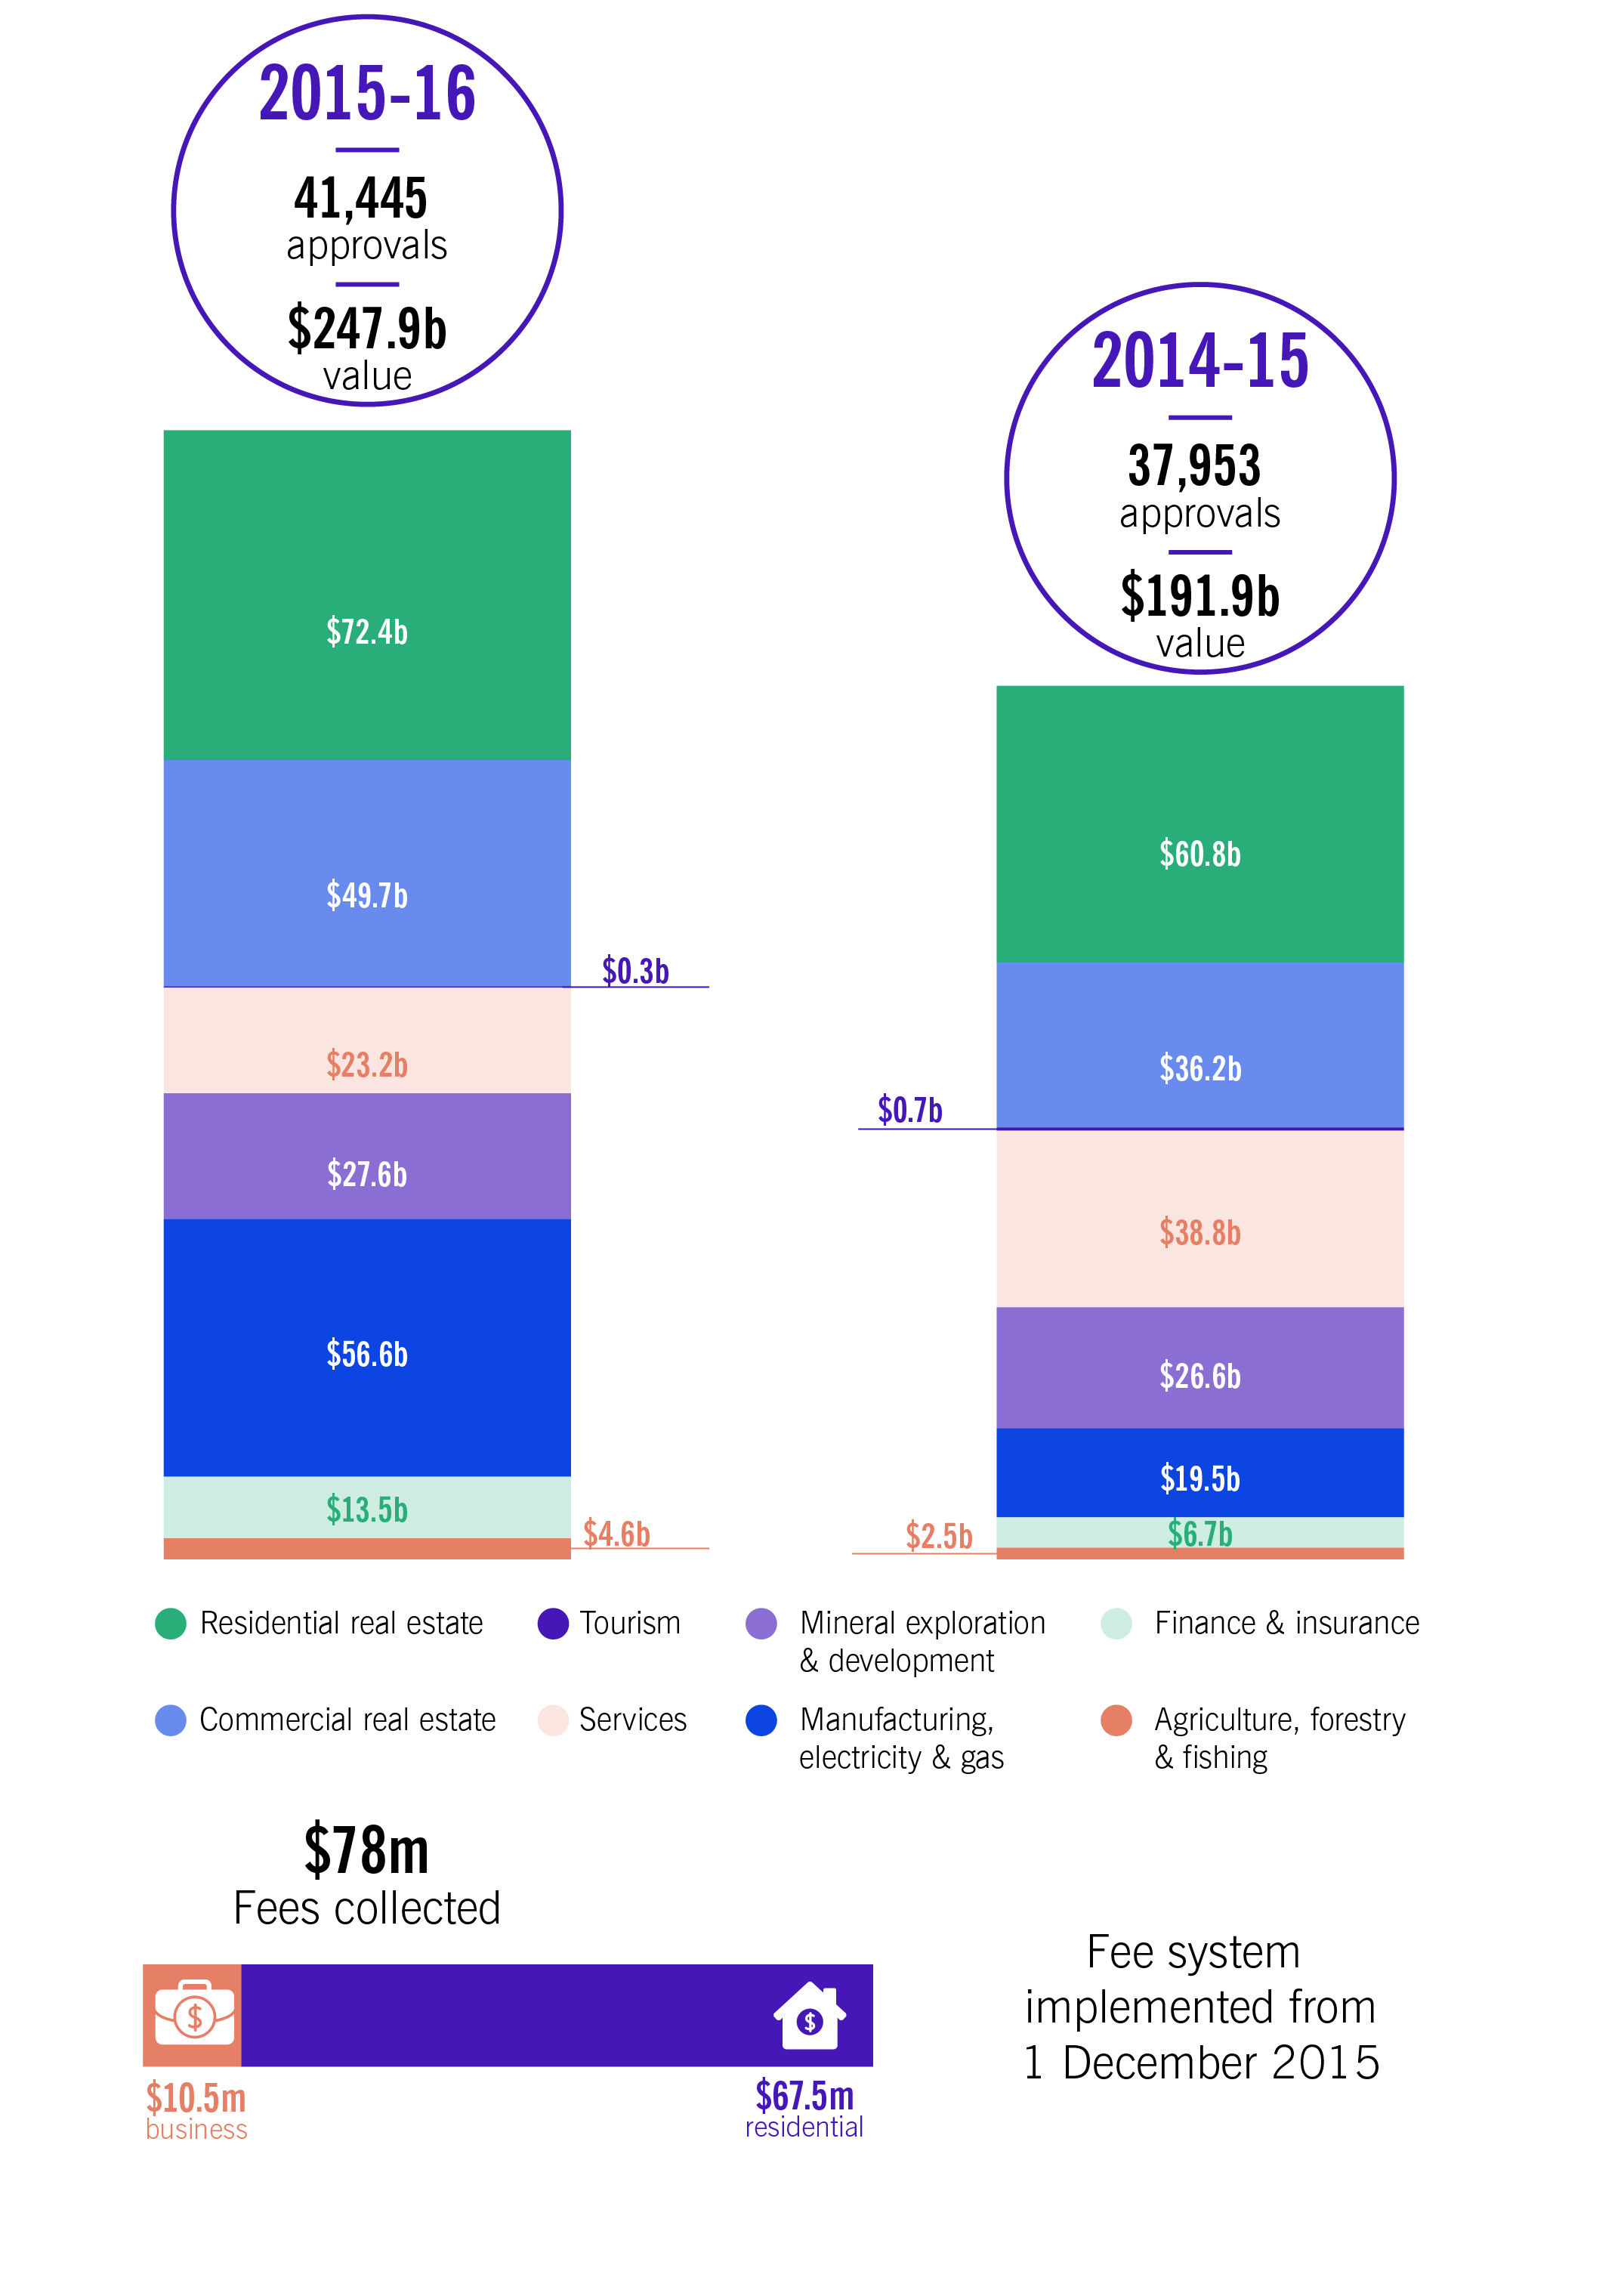 2015-16
41,445
approvals
$247.9b
value
2014-15
37,953
approvals
$191.9b
value
$72.4b
$49.7b
$0.3b
$23.2b
$27.6b
$56.6b
$13.5b
$4.6b
$60.8b
$36.2b
$0.7b
$38.8b
$26.6b
$19.5b
$6.7b
$2.5b
Residential real estate
Tourism
Mineral exploration
& development
Finance & insurance
Commercial real estate
Services
Manufacturing,
electricity & gas
Agriculture, forestry
& fishing
$78m
Fees collected
$
$
$10.5m
business
$67.5m
residential
Fee system
implemented from
1 December 2015